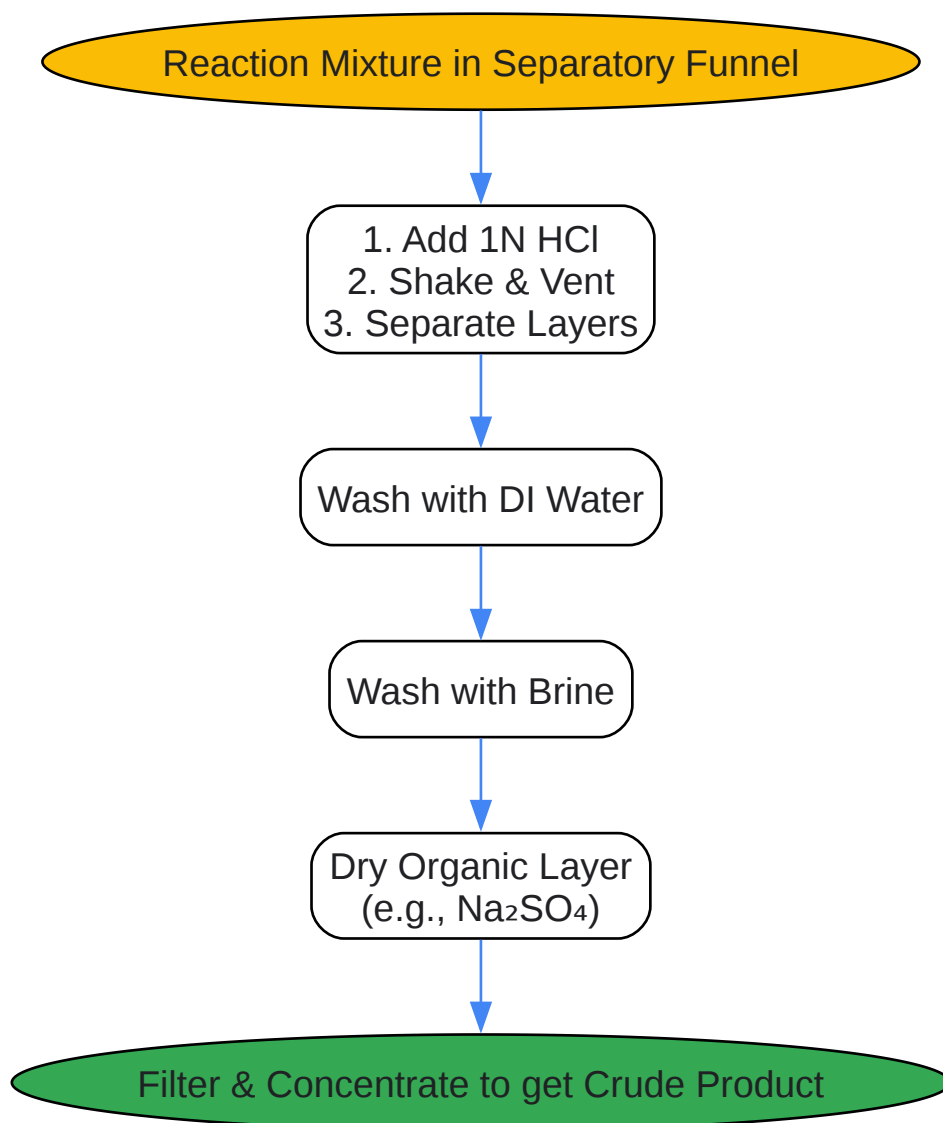 Reaction Mixture in Separatory Funnel
1. Add 1N HCl
2. Shake & Vent
3. Separate Layers
Wash with DI Water
Wash with Brine
Dry Organic Layer
(e.g., Na₂SO₄)
Filter & Concentrate to get Crude Product